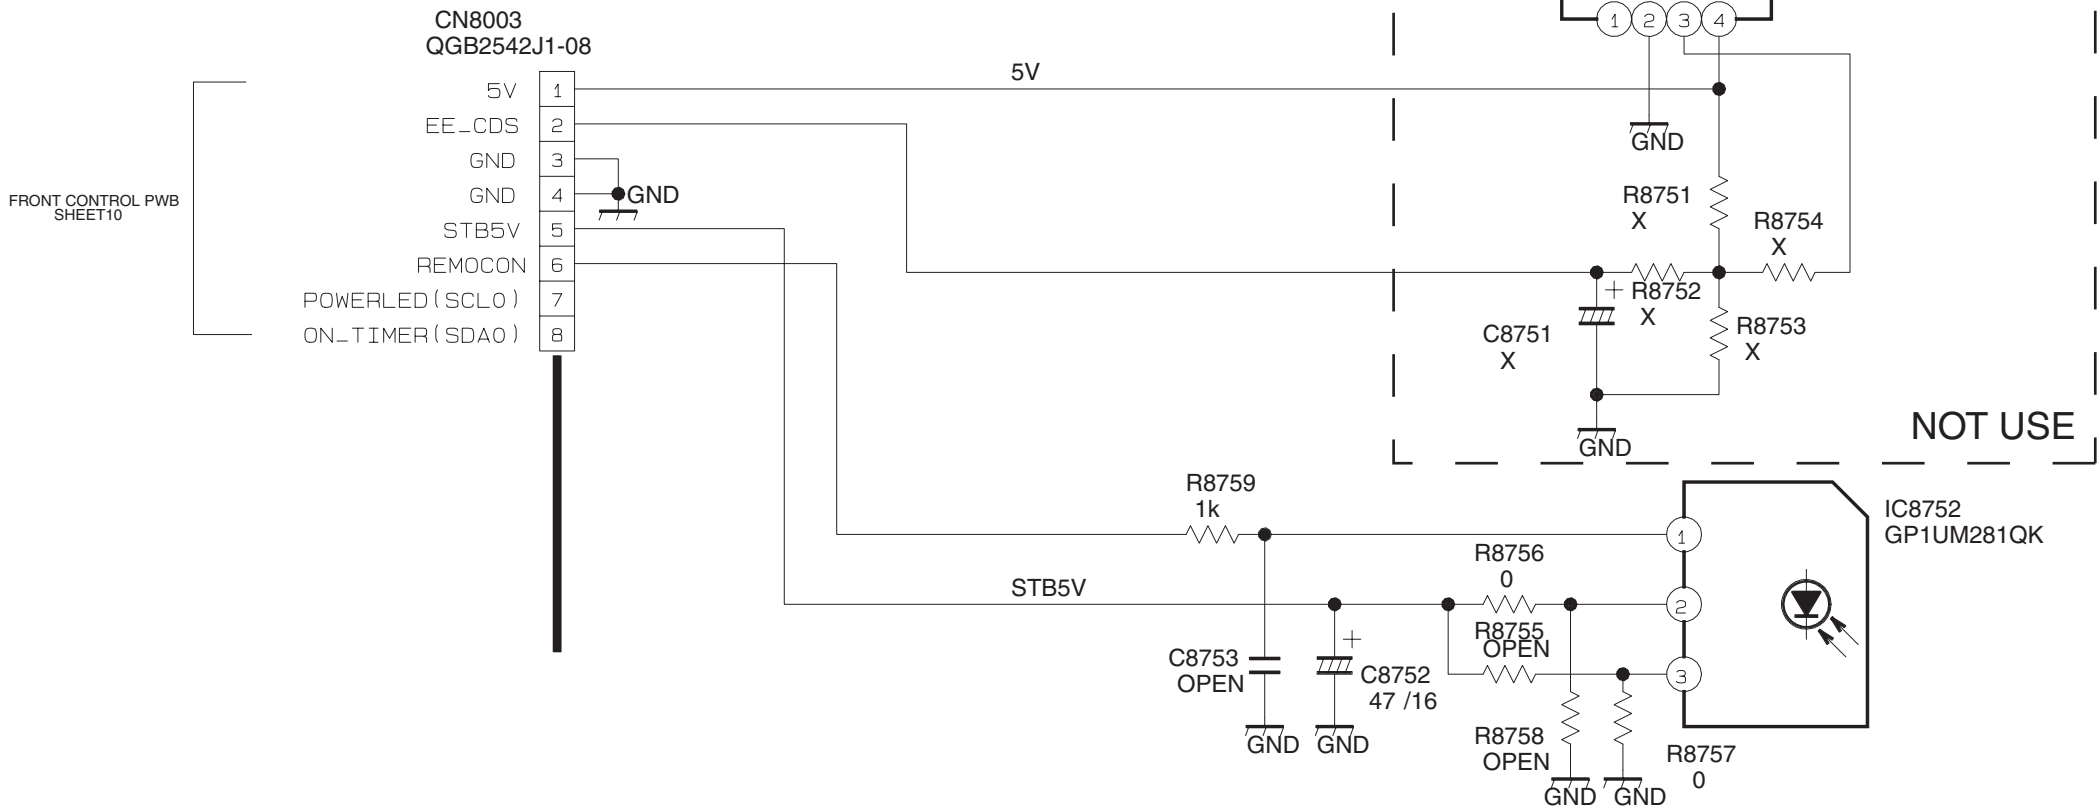 CN8003
QGB2542J1-08
1 2 3 4
5V 1
5V
EE_CDS 2
GND 3
GND 4
GND
STB5V 5
REMOCON 6
POWERLED(SCL0) 7
ON_TIMER(SDA0) 8
FRONT CONTROL PWB
SHEET10
GND
R8751
X
R8754
X
R8752
X
+
C8751
X
R8753
X
GND
NOT USE
R8759
1k
1
IC8752
GP1UM281QK
R8756
0
STB5V
2
+
R8755
OPEN
3
C8753
OPEN
C8752
47 /16
GND
GND
R8758
OPEN
R8757
0
GND
GND